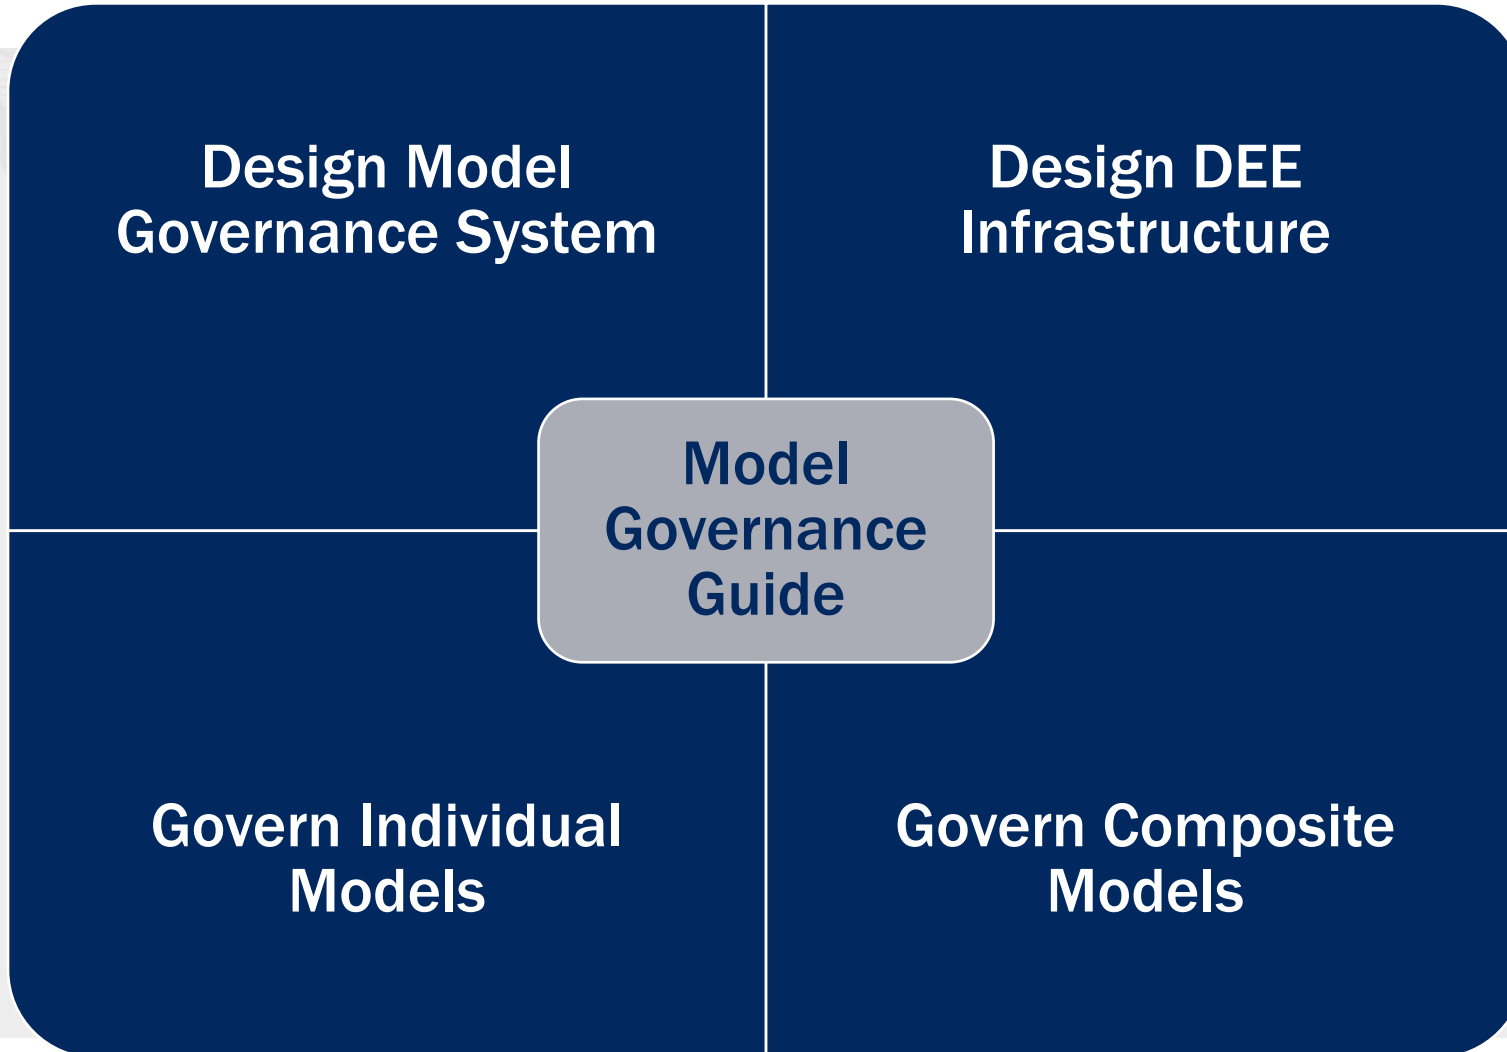 Design Model
Governance System
Design DEE
Infrastructure
Model
Governance
Guide
Govern Individual
Models
Govern Composite
Models